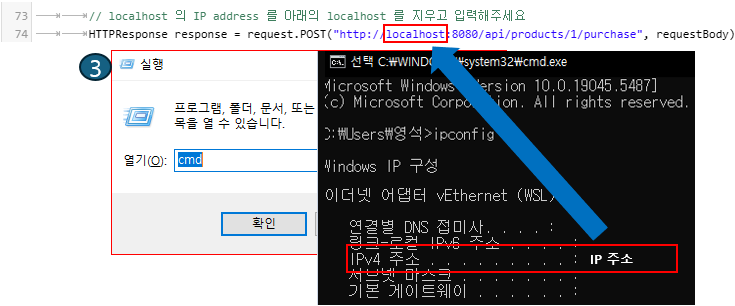 73 // localhost 의 IP address 를 아래의 localhost 를 지우고 입력해주세요
74 HTTPResponse response = request.POST("http://localhost:8080/api/products/1/purchase", requestBody)
3
실행
프로그램, 폴더, 문서, 또는
목을 열 수 있습니다.
열기(O):
cmd
확인
선택 C:₩WINDO ₩system32₩cmd.exe
Microsoft Windows Version 10.0.19045.5487]
(c) Microsoft Corporation. All rights reserved.
C:₩Users₩영석>ipconfig
Windows IP 구성
이더넷 어댑터 vEthernet (WSL)
연결별 DNS 접미사. . . . :
링크-로컬 IPv6 주소 . . . . . :
IPv4 주소 . . . . . . . . . : IP 주소
서브넷 마스크 . . . . . . . :
기본 게이트웨이 . . . . . . :